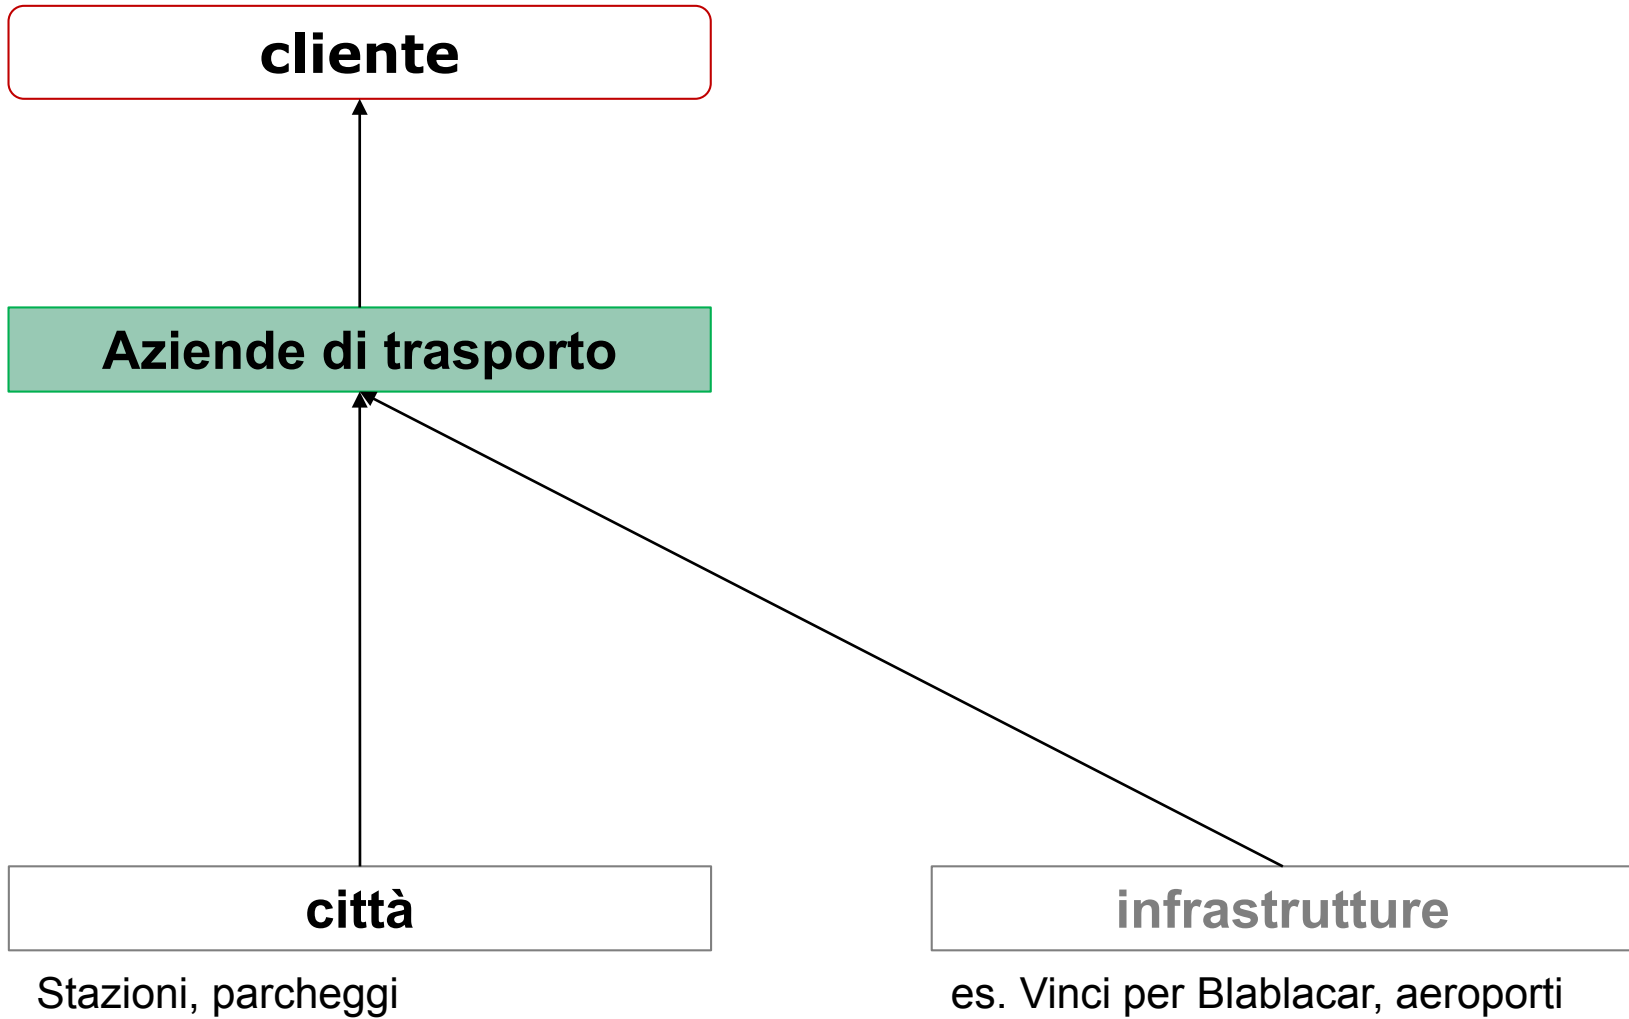 cliente
Aziende di trasporto
città
infrastrutture
Stazioni, parcheggi
es. Vinci per Blablacar, aeroporti